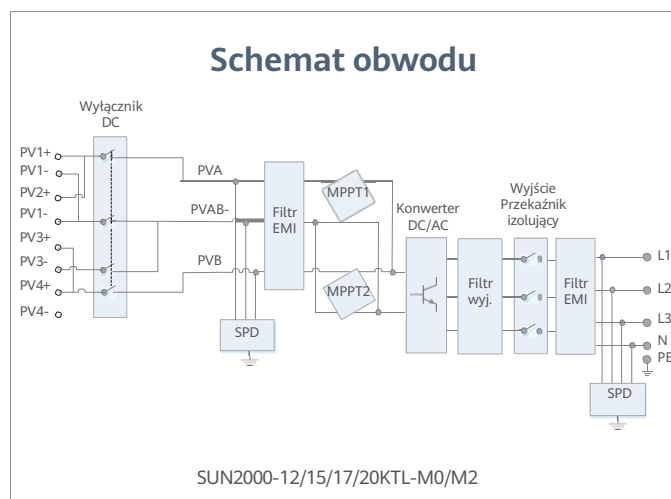 Schemat obwodu
Wyłącznik
DC
PV1+
PV1-
PV2+
PV1-
PV3+
PV3-
PV4+
PV4-
PVA
PVAB-
PVB
SPD
Filtr
EMI
MPPT1
MPPT2
Konwerter
DC/AC
Filtr
wyj.
Wyjście
Przekaźnik
izolujący
Filtr
EMI
L1
L2
L3
N
PE
SPD
SUN2000-12/15/17/20KTL-M0/M2